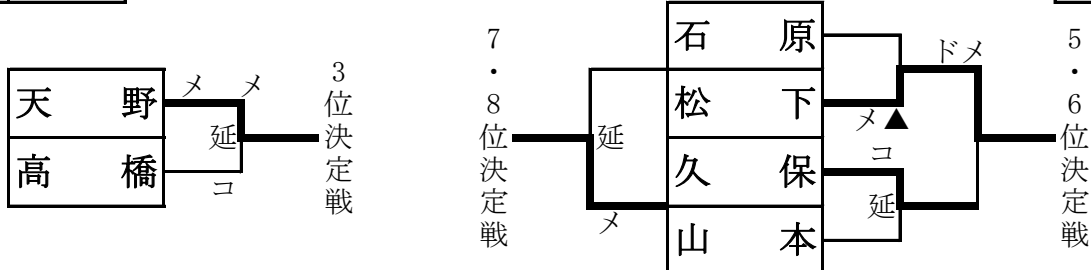 天野
高橋
メ メ
延
コ
3位決定戦
7・8位決定戦
延
メ
石原
松下
久保
山本
ドメ
メ▲
コ
延
5・6位決定戦